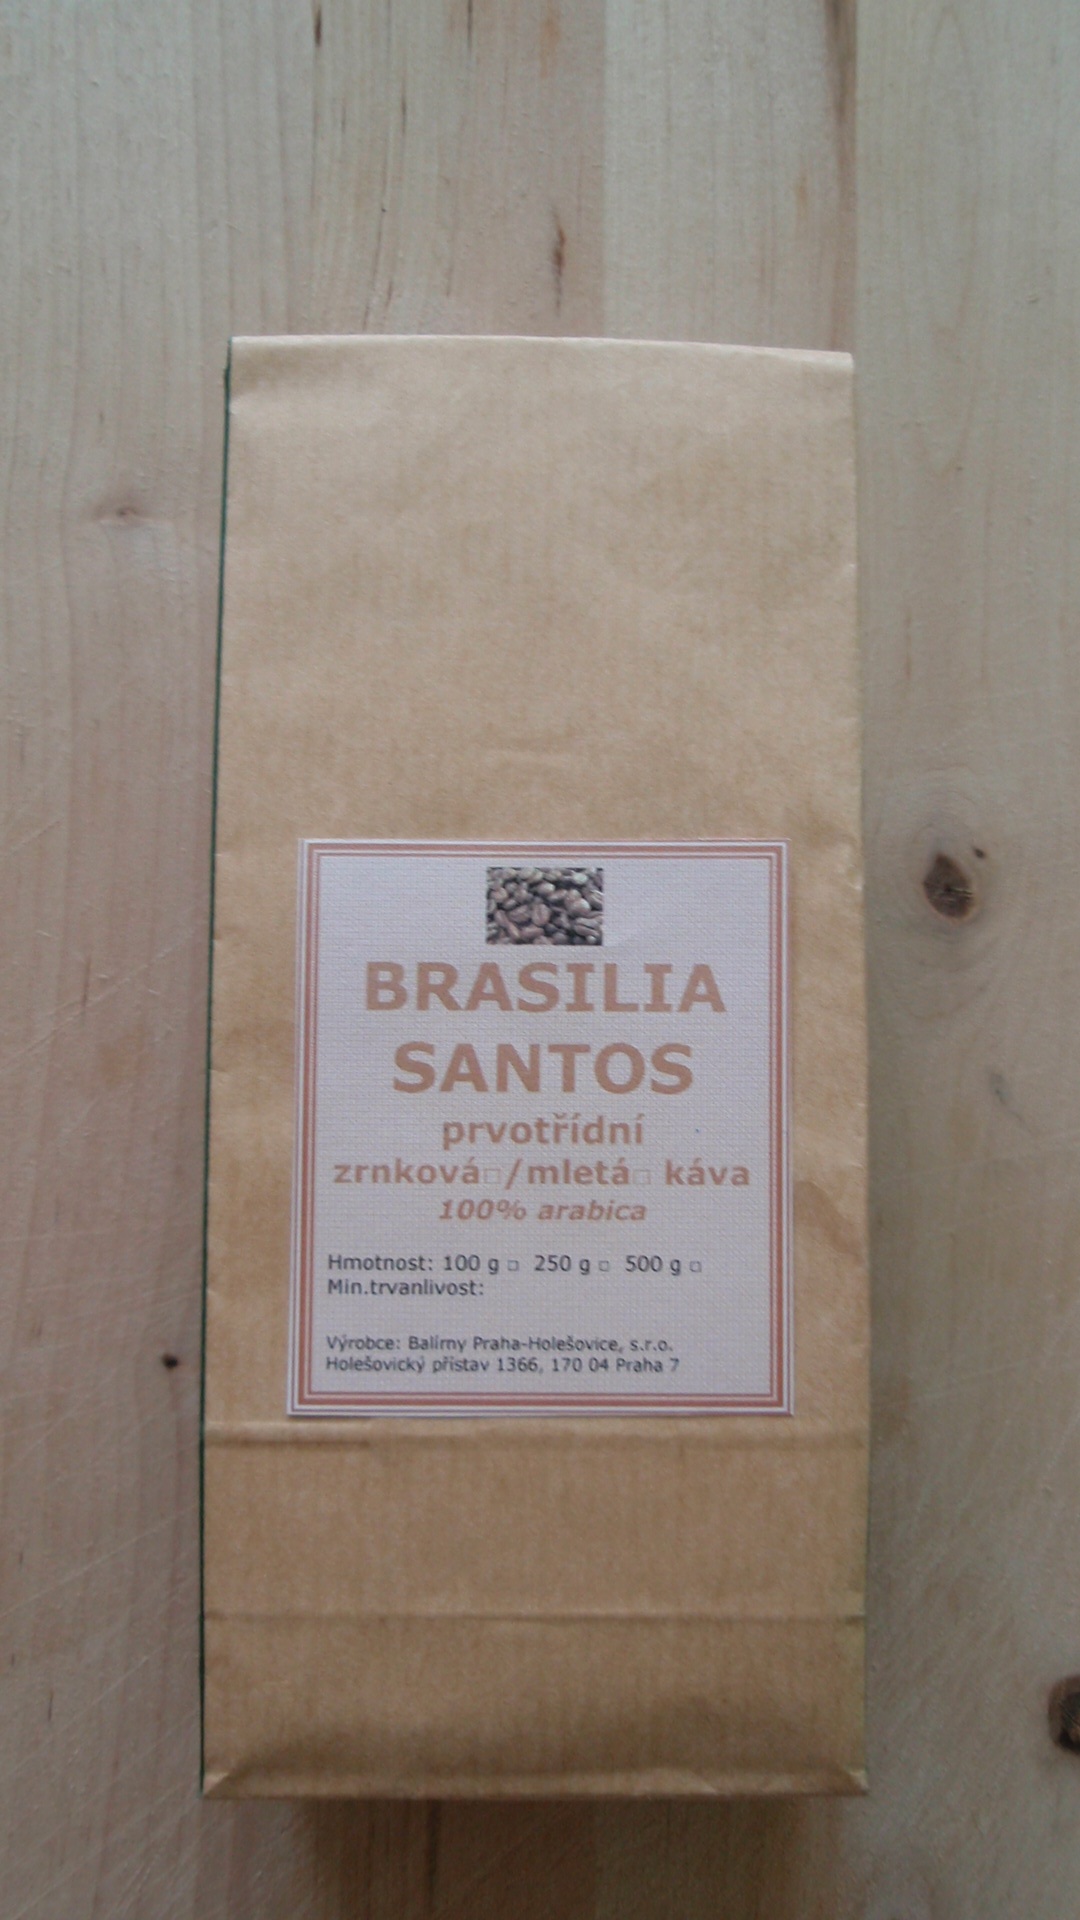 BRASILIA
SANTOS
prvotřídní
zrnková□/mletá□ káva
100% arabica
Hmotnost: 100 g □ 250 g □ 500 g □
Min.trvanlivost:
Výrobce: Balírny Praha-Holešovice, s.r.o.
Holešovický přístav 1366, 170 04 Praha 7